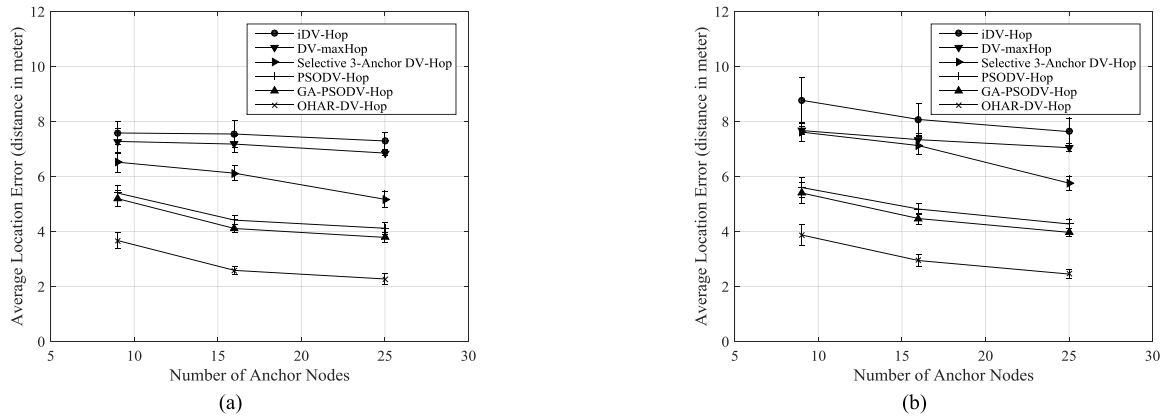 12
10
8
6
4
2
0
Average Location Error (distance in meter)
iDV-Hop
DV-maxHop
Selective 3-Anchor DV-Hop
PSODV-Hop
GA-PSODV-Hop
OHAR-DV-Hop
5 10 15 20 25 30
Number of Anchor Nodes
(a)
12
10
8
6
4
2
0
Average Location Error (distance in meter)
iDV-Hop
DV-maxHop
Selective 3-Anchor DV-Hop
PSODV-Hop
GA-PSODV-Hop
OHAR-DV-Hop
5 10 15 20 25 30
Number of Anchor Nodes
(b)